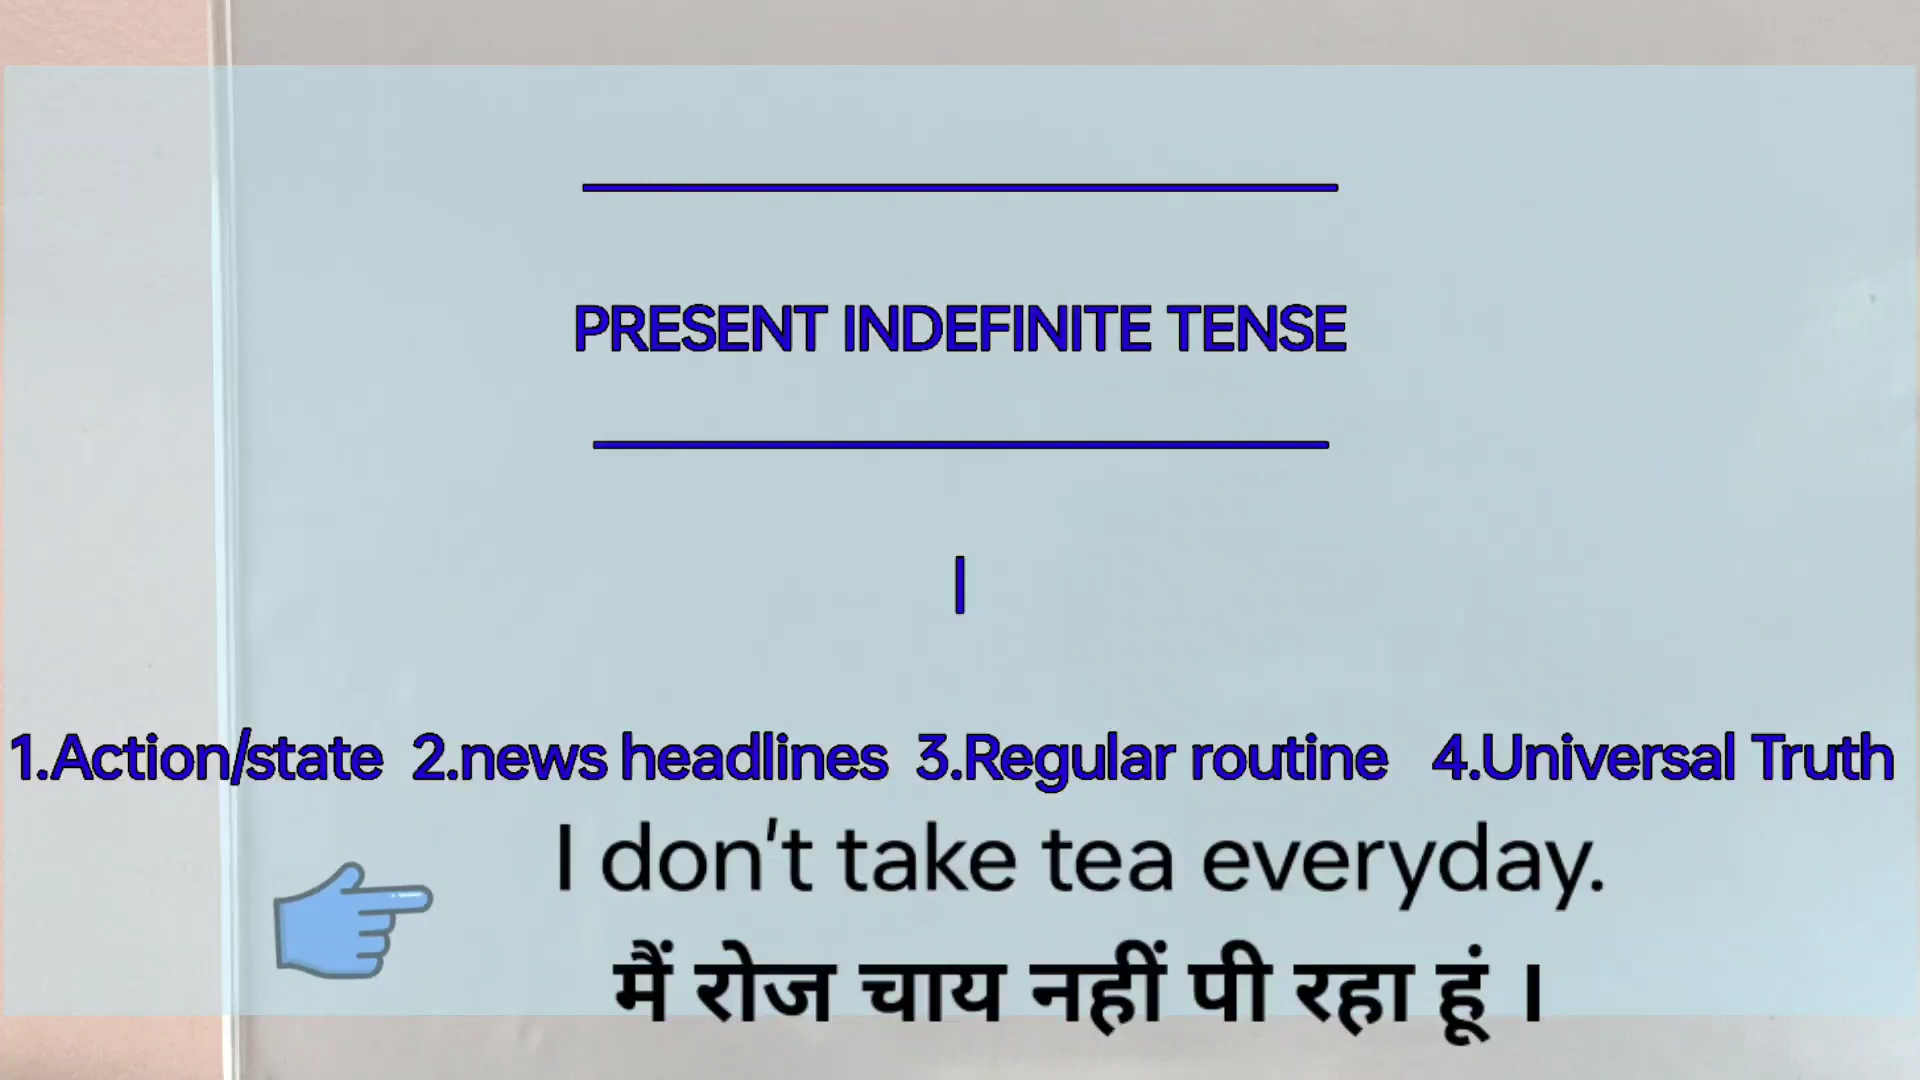 PRESENT INDEFINITE TENSE
|
1.Action/state 2.news headlines 3.Regular routine 4.Universal Truth
I don't take tea everyday.
मैं रोज चाय नहीं पी रहा हूं ।